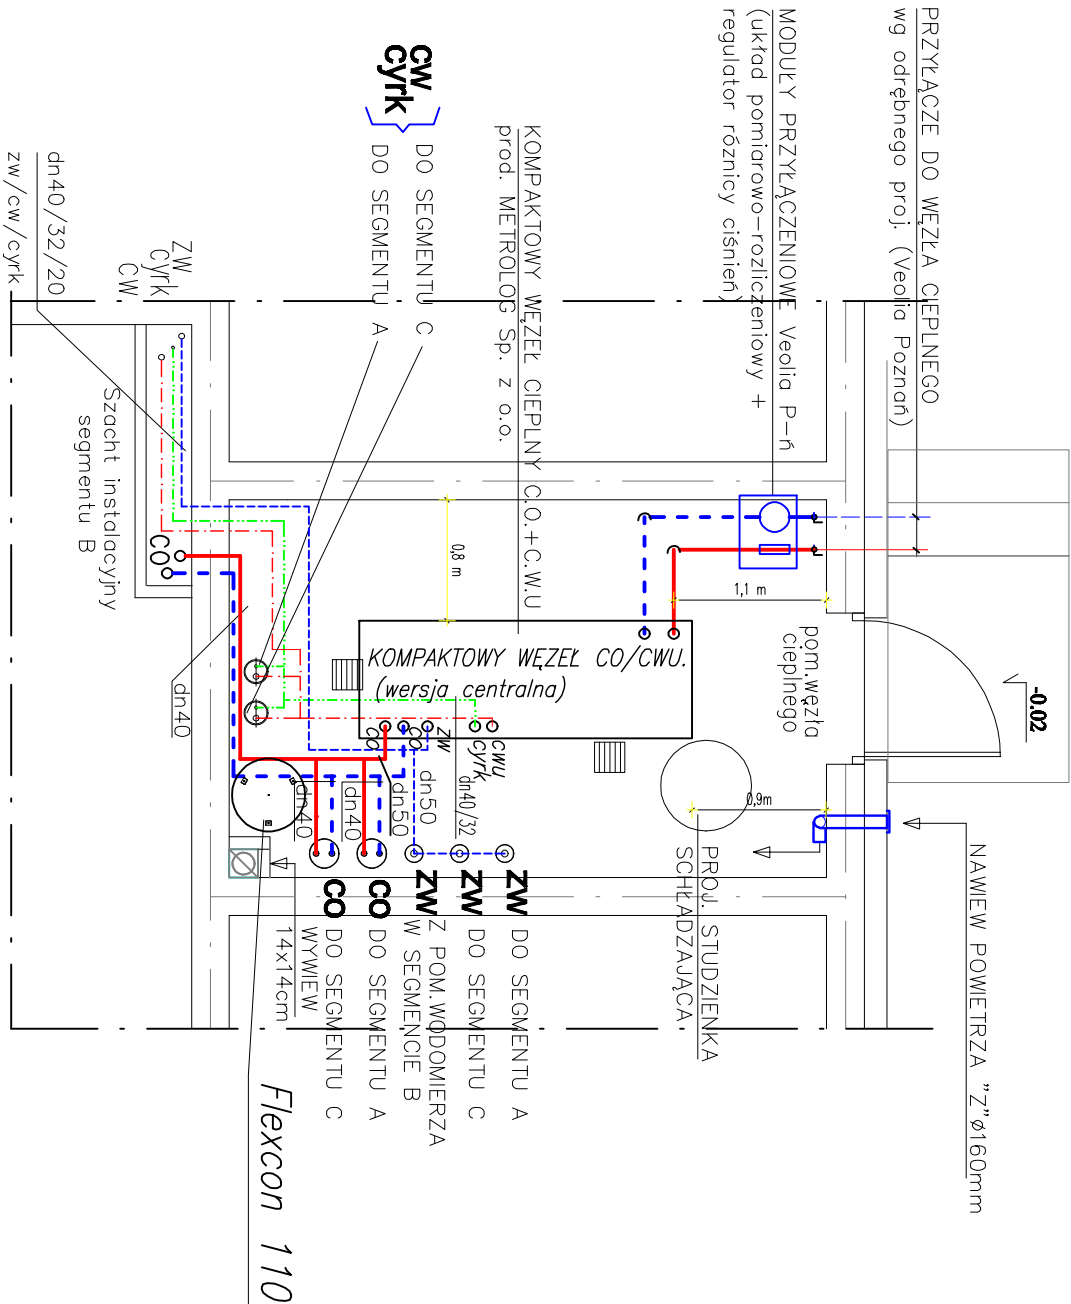 PRZYŁĄCZE DO WĘZŁA CIEPLNEGO
wg odrębnego proj. (Veolia Poznań)
MODUŁY PRZYŁĄCZENIOWE Veolia P-ń
(układ pomiarowo-rozliczeniowy +
regulator różnicy ciśnień)
KOMPAKTOWY WĘZEŁ CIEPLNY C.O.+C.W.U
prod. METROLOG Sp. z o.o.
cw
cyrk
DO SEGMENTU C
DO SEGMENTU A
ZW
cyrk
CW
dn40/32/20
zw/cw/cyrk
Szacht instalacyjny
segmentu B
CO
dn40
0,8 m
1,1 m
0,9m
pom.węzła
cieplnego
-0.02
KOMPAKTOWY WĘZEŁ CO/CWU.
(wersja centralna)
co
co
zw
cyrk
cwu
dn40
dn40
dn50
dn50
dn40/32
NAWIEW POWIETRZA "Z"ø160mm
PROJ. STUDZIENKA
SCHŁADZAJĄCA
ZW DO SEGMENTU A
ZW DO SEGMENTU C
ZW Z POM.WODOMIERZA
W SEGMENCIE B
CO DO SEGMENTU A
CO DO SEGMENTU C
WYWIEW
14x14cm
Flexcon 110